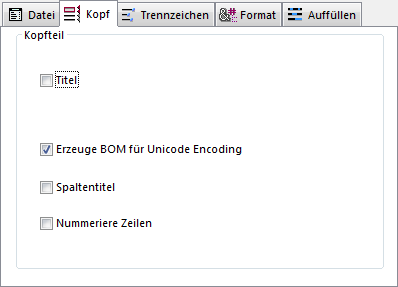 Datei Kopf Trennzeichen Format Auffüllen
Kopfteil
Titel
Erzeuge BOM für Unicode Encoding
Spaltentitel
Nummeriere Zeilen